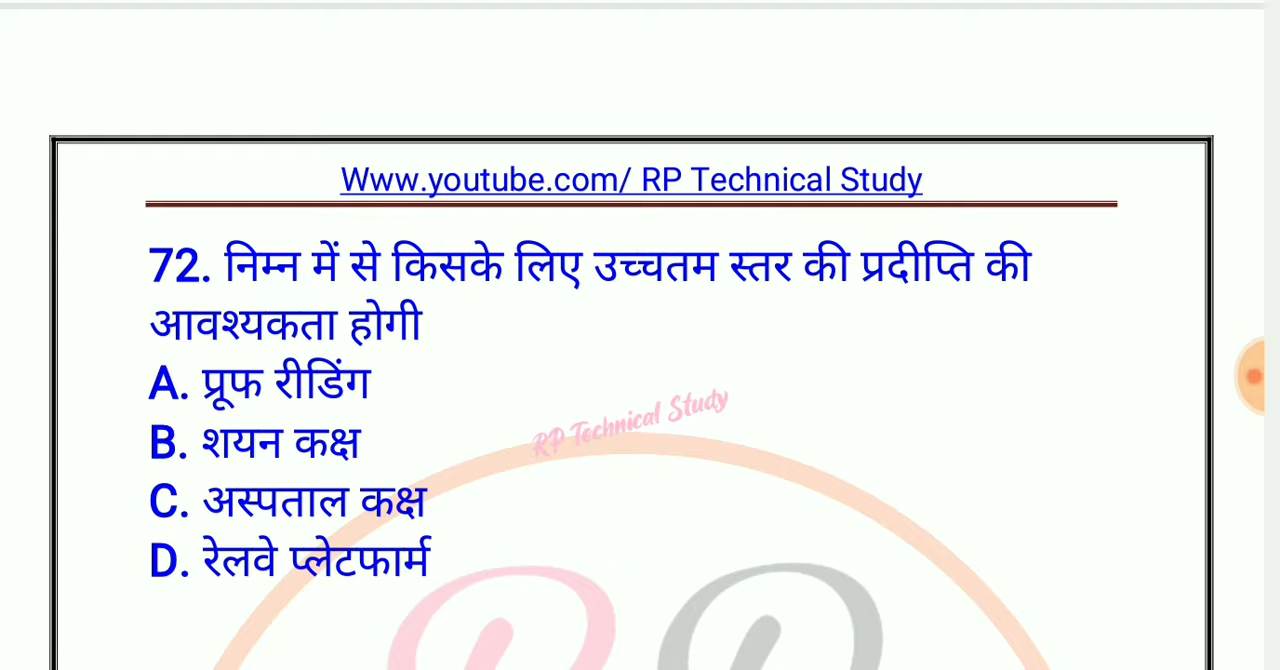 Www.youtube.com/ RP Technical Study
72. निम्न में से किसके लिए उच्चतम स्तर की प्रदीप्ति की
आवश्यकता होगी
A. प्रूफ रीडिंग
B. शयन कक्ष
RP Technical Study
C. अस्पताल कक्ष
D. रेलवे प्लेटफार्म